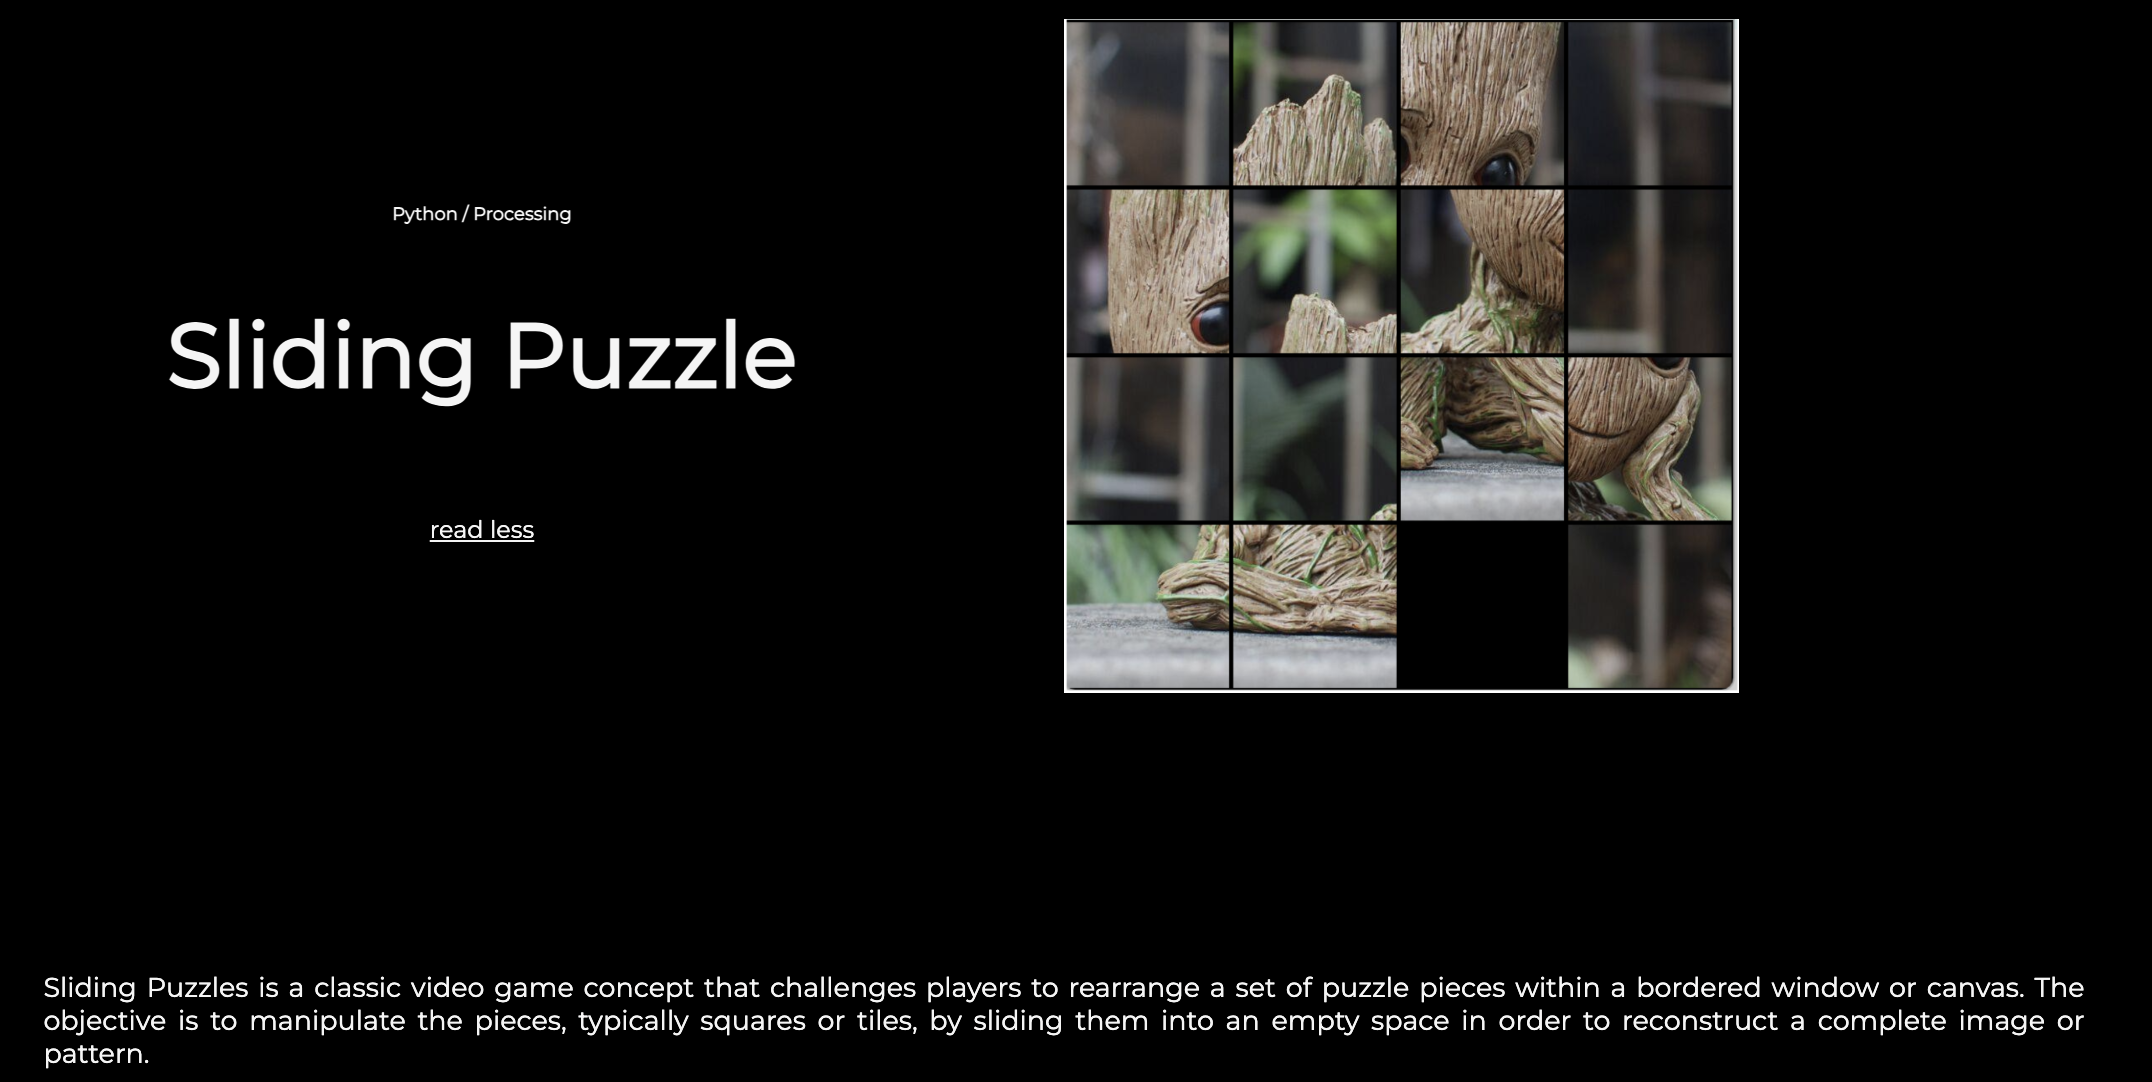 Python / Processing
Sliding Puzzle
read less
Sliding Puzzles is a classic video game concept that challenges players to rearrange a set of puzzle pieces within a bordered window or canvas. The
objective is to manipulate the pieces, typically squares or tiles, by sliding them into an empty space in order to reconstruct a complete image or
pattern.